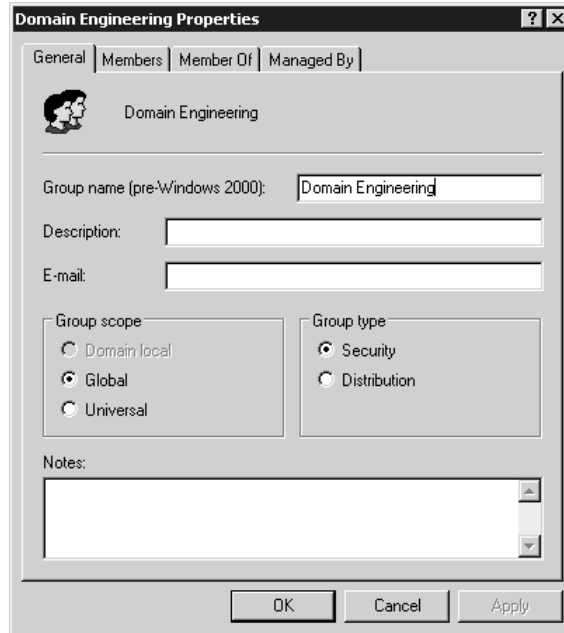 Domain Engineering Properties
General Members Member Of Managed By
Domain Engineering
Group name (pre-Windows 2000): Domain Engineering
Description:
E-mail:
Group scope
Domain local
Global
Universal
Group type
Security
Distribution
Notes:
OK Cancel Apply